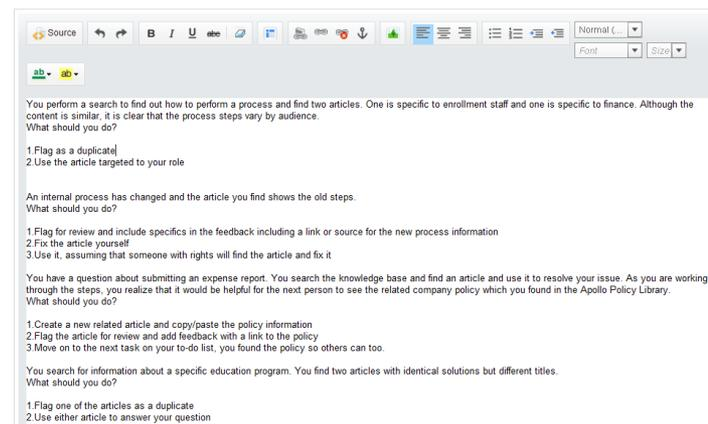 Source
B I U abc
Normal (...
Font
Size
ab ab
You perform a search to find out how to perform a process and find two articles. One is specific to enrollment staff and one is specific to finance. Although the
content is similar, it is clear that the process steps vary by audience.
What should you do?
1.Flag as a duplicate
2.Use the article targeted to your role
An internal process has changed and the article you find shows the old steps.
What should you do?
1.Flag for review and include specifics in the feedback including a link or source for the new process information
2.Fix the article yourself
3.Use it, assuming that someone with rights will find the article and fix it
You have a question about submitting an expense report. You search the knowledge base and find an article and use it to resolve your issue. As you are working
through the steps, you realize that it would be helpful for the next person to see the related company policy which you found in the Apollo Policy Library.
What should you do?
1.Create a new related article and copy/paste the policy information
2.Flag the article for review and add feedback with a link to the policy
3.Move on to the next task on your to-do list, you found the policy so others can too.
You search for information about a specific education program. You find two articles with identical solutions but different titles.
What should you do?
1.Flag one of the articles as a duplicate
2.Use either article to answer your question